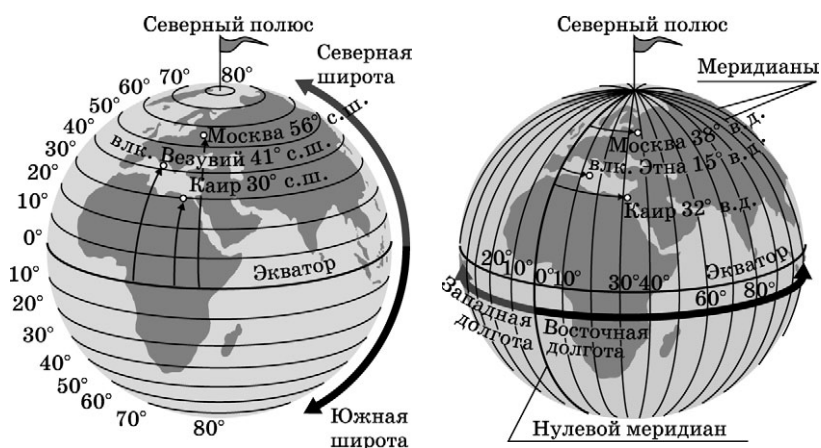 Северный полюс
Северная
широта
80°
70°
60°
50°
40°
30°
20°
10°
0°
10°
20°
30°
40°
50°
60°
70°
80°
Москва 56° с.ш.
влк. Везувий 41° с.ш.
Каир 30° с.ш.
Экватор
Южная
широта
Северный полюс
Меридианы
Москва 38° в.д.
влк. Этна 15° в.д.
Каир 32° в.д.
Экватор
20°
10°
0°
10°
30°
40°
60°
80°
Западная
долгота
Восточная
долгота
Нулевой меридиан